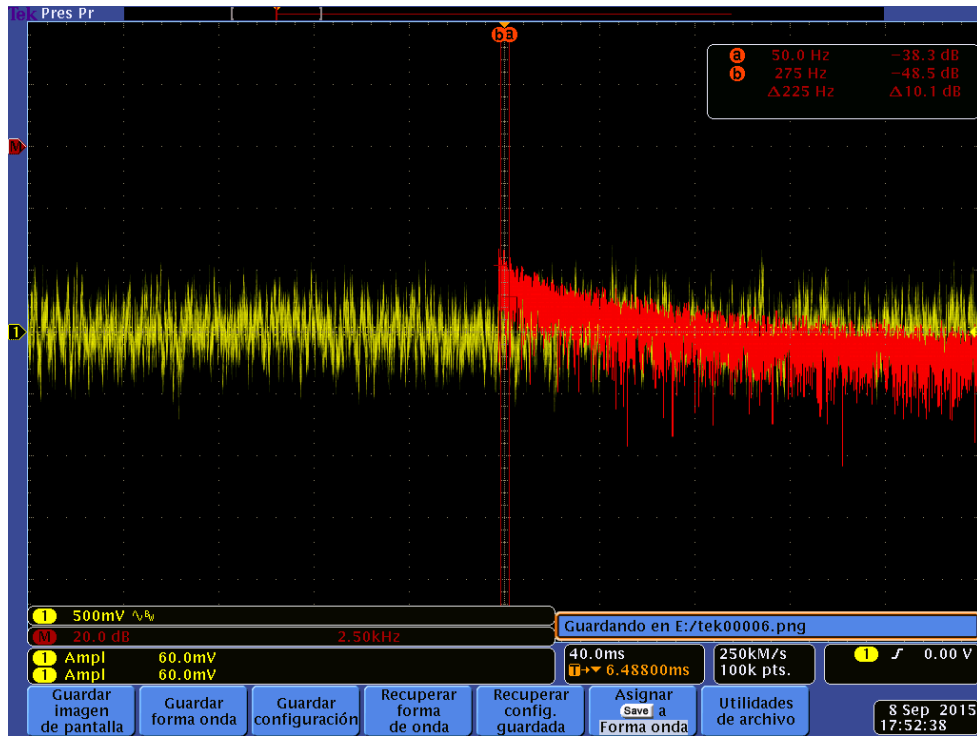 Tek Pres Pr
b a
a 50.0 Hz −38.3 dB
b 275 Hz −48.5 dB
Δ225 Hz Δ10.1 dB
M
1
1 500mV ∿BW
M 20.0 dB 2.50kHz
Guardando en E:/tek00006.png
1 Ampl 60.0mV
1 Ampl 60.0mV
40.0ms
T→▼ 6.48800ms
250kM/s
100k pts.
1 ʃ 0.00 V
Guardar imagen de pantalla
Guardar forma onda
Guardar configuración
Recuperar forma de onda
Recuperar config. guardada
Asignar Save a Forma onda
Utilidades de archivo
8 Sep 2015
17:52:38